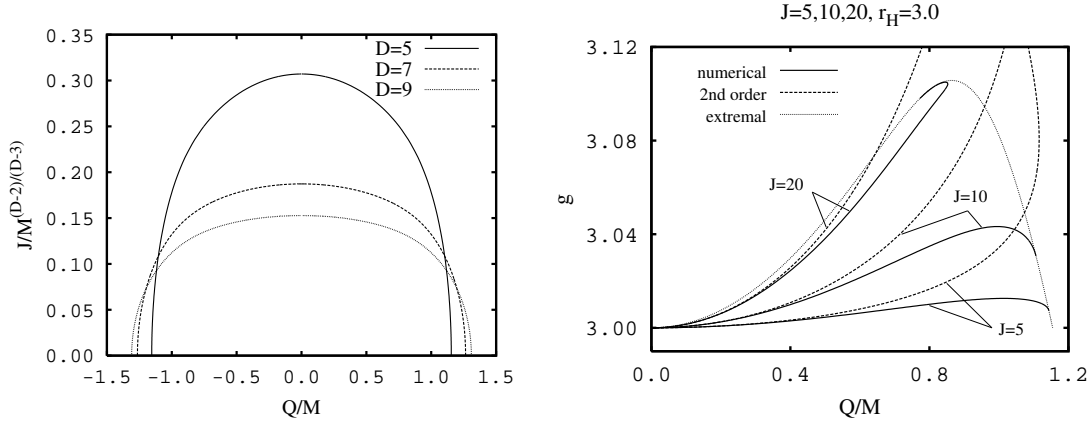 0.35
0.30
0.25
0.20
0.15
0.10
0.05
0.00
J/M^{(D-2)/(D-3)}
D=5
D=7
D=9
-1.5 -1.0 -0.5 0.0 0.5 1.0 1.5
Q/M
J=5,10,20, r_H=3.0
3.12
3.08
3.04
3.00
g
numerical
2nd order
extremal
J=20
J=10
J=5
0.0 0.4 0.8 1.2
Q/M